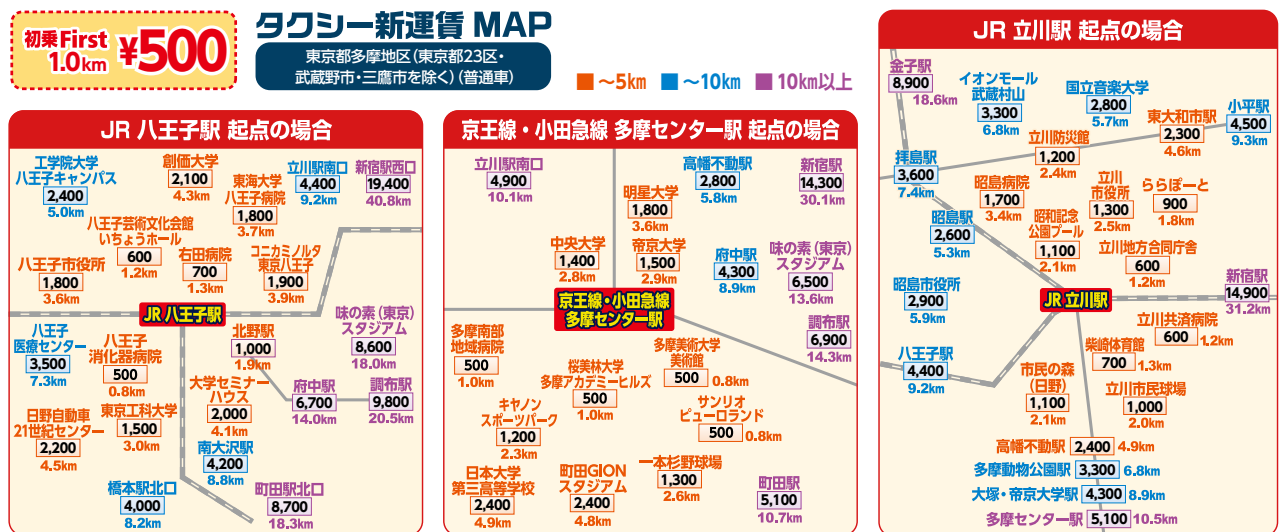 初乗First
1.0km
¥500
タクシー新運賃 MAP
東京都多摩地区（東京都23区・
武蔵野市・三鷹市を除く）（普通車）
■～5km ■～10km ■10km以上
JR 八王子駅 起点の場合
工学院大学
八王子キャンパス
2,400
5.0km
創価大学
2,100
4.3km
東海大学
八王子病院
1,800
3.7km
立川駅南口
4,400
9.2km
新宿駅西口
19,400
40.8km
八王子芸術文化会館
いちょうホール
600
1.2km
右田病院
700
1.3km
コニカミノルタ
東京八王子
1,900
3.9km
八王子市役所
1,800
3.6km
JR 八王子駅
味の素（東京）
スタジアム
8,600
18.0km
八王子
医療センター
3,500
7.3km
八王子
消化器病院
500
0.8km
北野駅
1,000
1.9km
大学セミナー
ハウス
2,000
4.1km
府中駅
6,700
14.0km
調布駅
9,800
20.5km
日野自動車
21世紀センター
2,200
4.5km
東京工科大学
1,500
3.0km
南大沢駅
4,200
8.8km
橋本駅北口
4,000
8.2km
町田駅北口
8,700
18.3km
京王線・小田急線 多摩センター駅 起点の場合
立川駅南口
4,900
10.1km
高幡不動駅
2,800
5.8km
新宿駅
14,300
30.1km
明星大学
1,800
3.6km
中央大学
1,400
2.8km
帝京大学
1,500
2.9km
府中駅
4,300
8.9km
味の素（東京）
スタジアム
6,500
13.6km
京王線・小田急線
多摩センター駅
調布駅
6,900
14.3km
多摩南部
地域病院
500
1.0km
桜美林大学
多摩アカデミーヒルズ
500
1.0km
多摩美術大学
美術館
500 0.8km
キヤノン
スポーツパーク
1,200
2.3km
サンリオ
ピューロランド
500 0.8km
日本大学
第三高等学校
2,400
4.9km
町田GION
スタジアム
2,400
4.8km
一本杉野球場
1,300
2.6km
町田駅
5,100
10.7km
JR 立川駅 起点の場合
金子駅
8,900
18.6km
イオンモール
武蔵村山
3,300
6.8km
国立音楽大学
2,800
5.7km
東大和市駅
2,300
4.6km
小平駅
4,500
9.3km
拝島駅
3,600
7.4km
立川防災館
1,200
2.4km
昭島病院
1,700
3.4km
立川
市役所
1,300
2.5km
ららぽーと
900
1.8km
昭島駅
2,600
5.3km
昭和記念
公園プール
1,100
2.1km
立川地方合同庁舎
600
1.2km
昭島市役所
2,900
5.9km
JR 立川駅
新宿駅
14,900
31.2km
立川共済病院
600
1.2km
八王子駅
4,400
9.2km
柴崎体育館
700 1.3km
市民の森
（日野）
1,100
2.1km
立川市民球場
1,000
2.0km
高幡不動駅 2,400 4.9km
多摩動物公園駅 3,300 6.8km
大塚・帝京大学駅 4,300 8.9km
多摩センター駅 5,100 10.5km